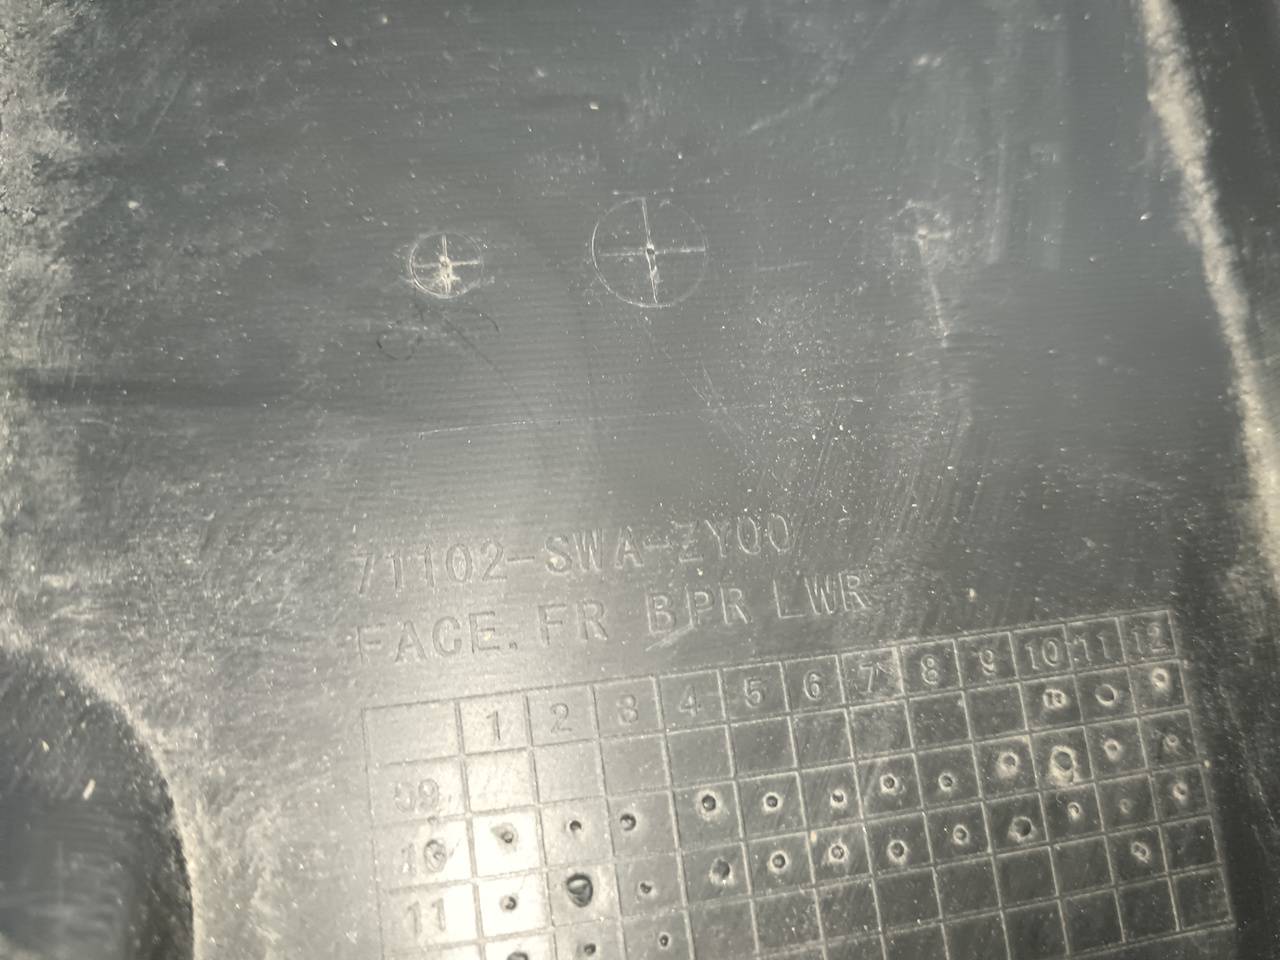 71102-SWA-ZY00
FACE. FR BPR LWR
1 2 3 4 5 6 7 8 9 10 11 12
09
10
11